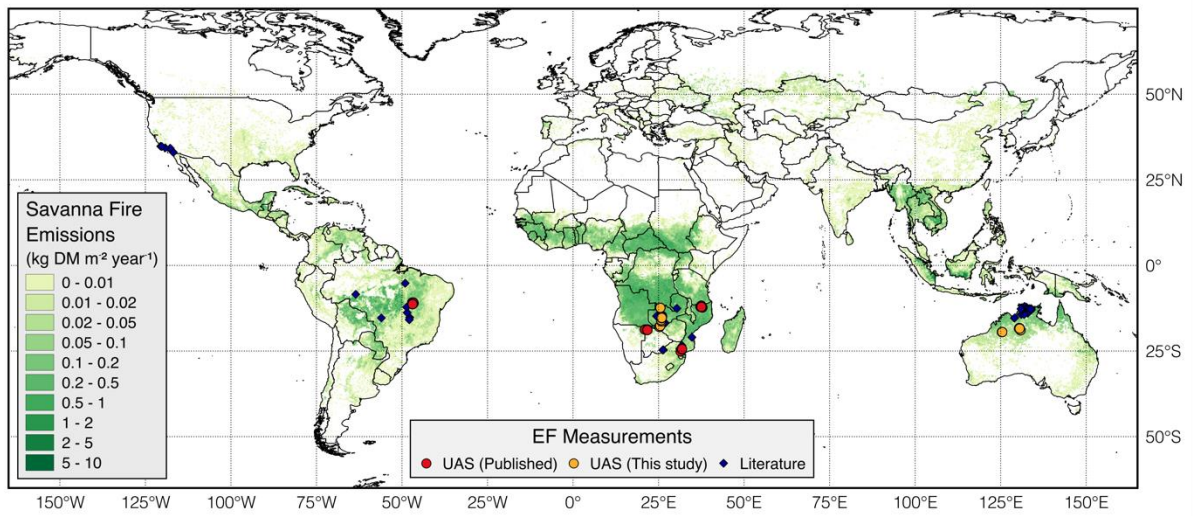 50°N
25°N
0°
25°S
50°S
Savanna Fire
Emissions
(kg DM m⁻² year⁻¹)
0 - 0.01
0.01 - 0.02
0.02 - 0.05
0.05 - 0.1
0.1 - 0.2
0.2 - 0.5
0.5 - 1
1 - 2
2 - 5
5 - 10
EF Measurements
UAS (Published) UAS (This study) Literature
150°W 125°W 100°W 75°W 50°W 25°W 0° 25°E 50°E 75°E 100°E 125°E 150°E